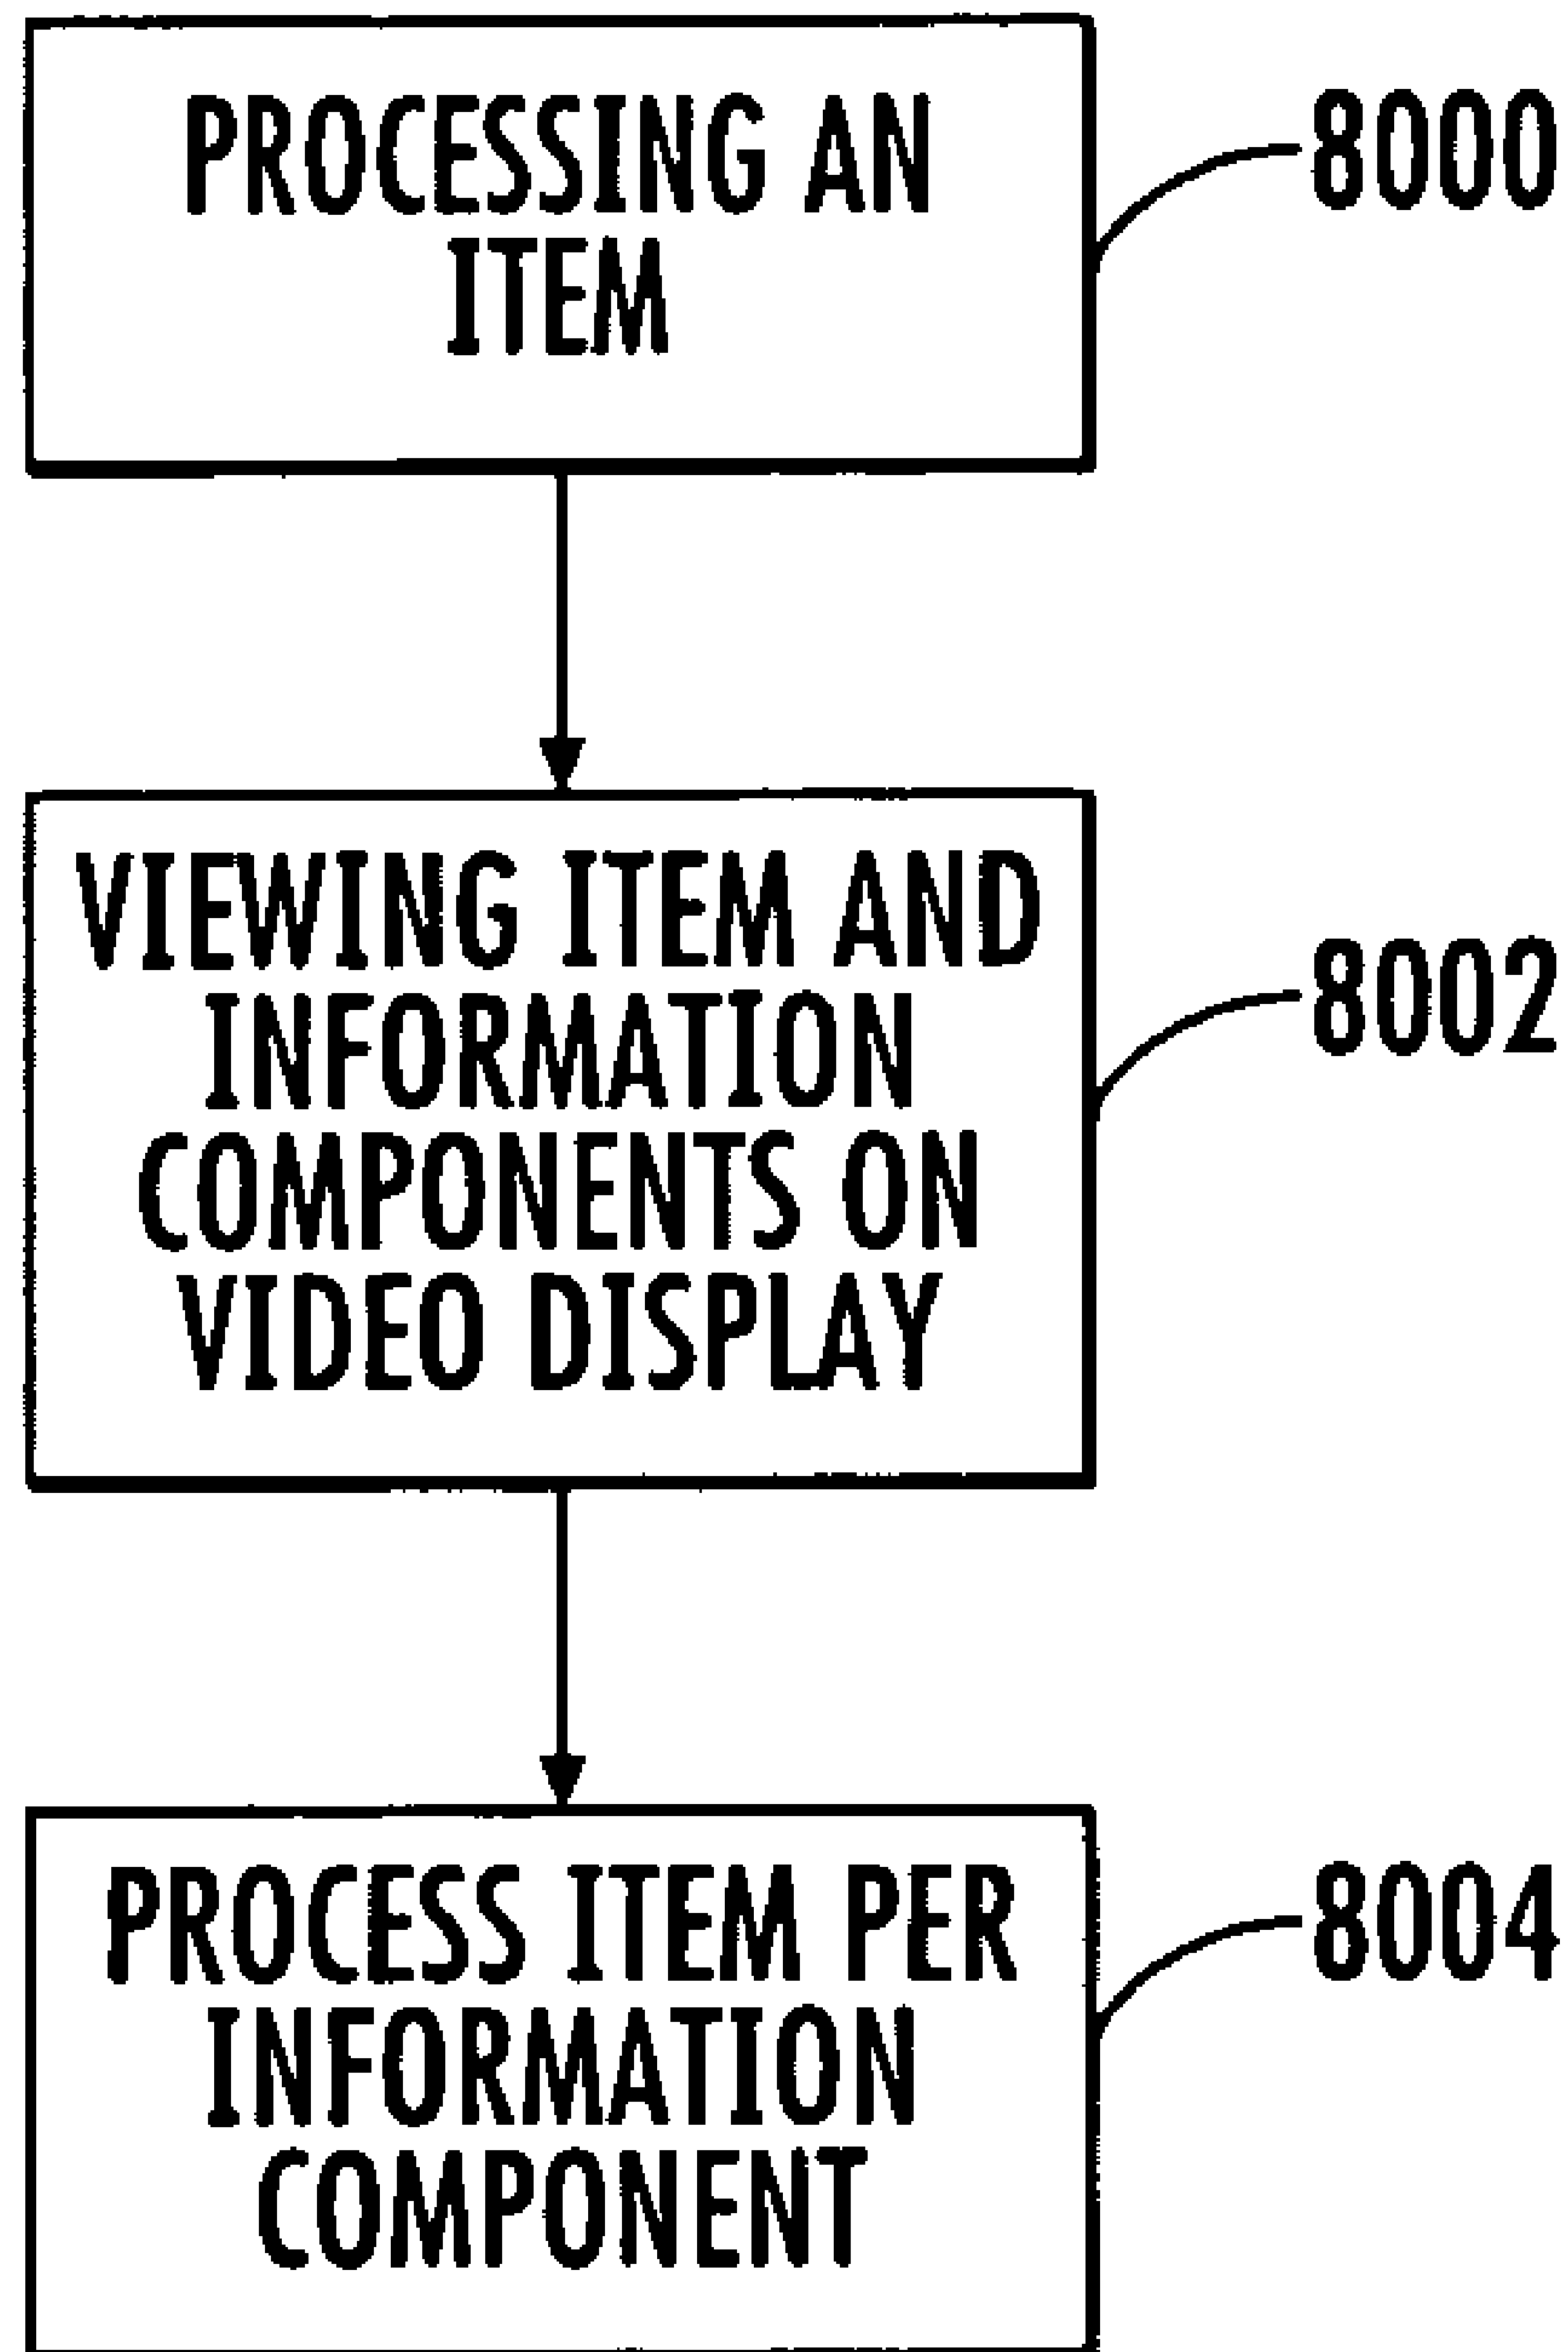 PROCESSING AN
ITEM
8000
VIEWING ITEM AND
INFORMATION
COMPONENTS ON
VIDEO DISPLAY
8002
PROCESS ITEM PER
INFORMATION
COMPONENT
8004